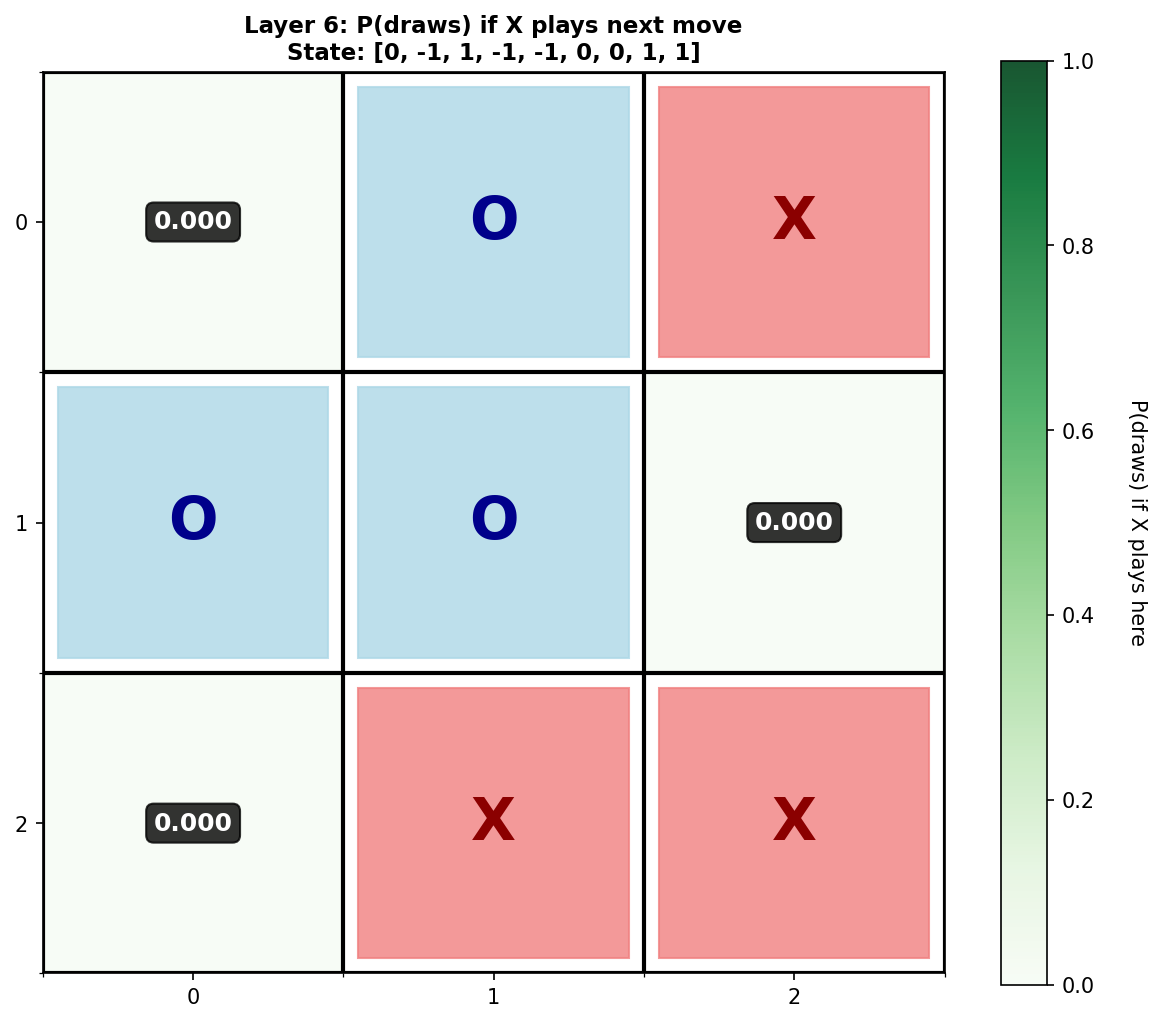 Layer 6: P(draws) if X plays next move
State: [0, -1, 1, -1, -1, 0, 0, 1, 1]
0
0.000
O
X
1
O
O
0.000
2
0.000
X
X
0
1
2
1.0
0.8
0.6
0.4
0.2
0.0
P(draws) if X plays here